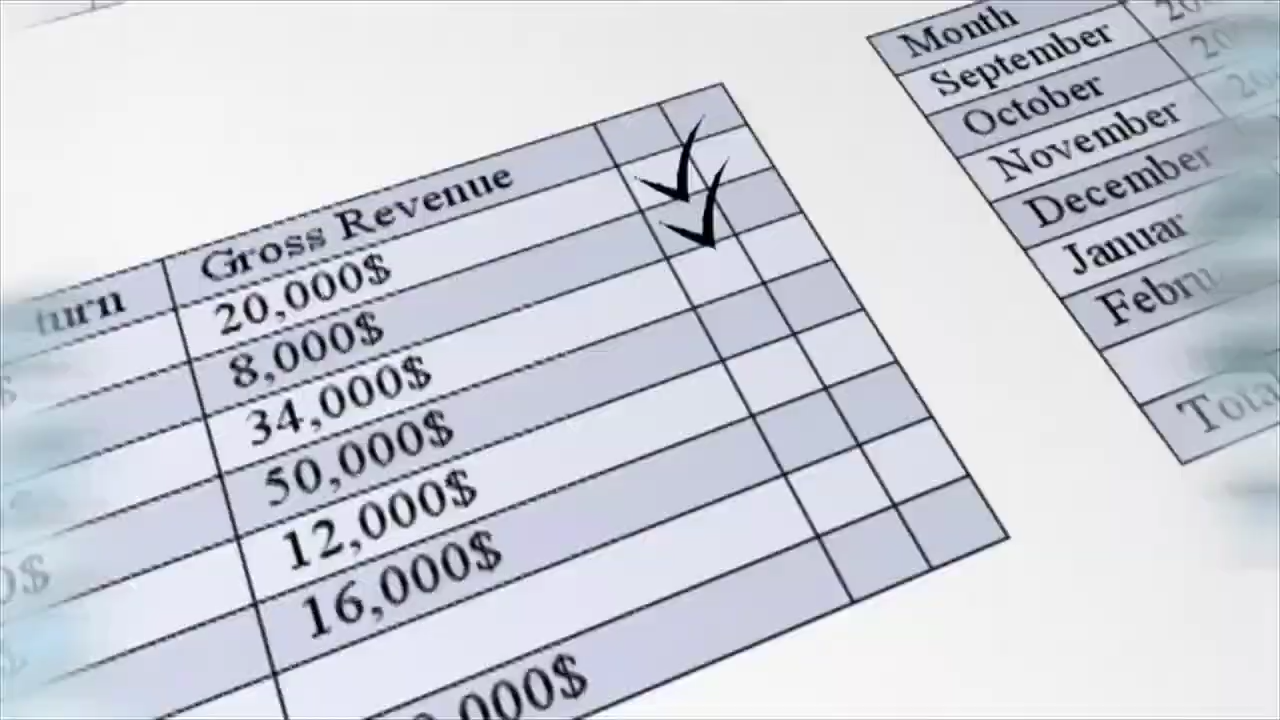 Gross Revenue
20,000$
8,000$
34,000$
50,000$
12,000$
16,000$
Month
September
October
November
December